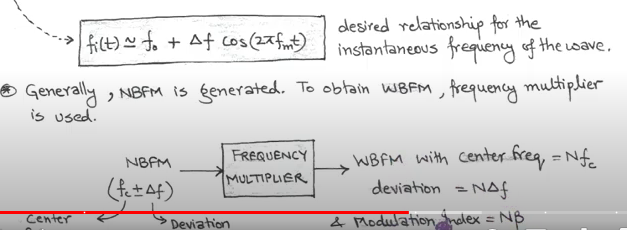 fi(t) ≃ f₀ + Δf cos(2πfₘt)
desired relationship for the
instantaneous frequency of the wave.
⊛ Generally, NBFM is generated. To obtain WBFM, frequency multiplier
is used.
NBFM
(f꜀ ± Δf)
Center
Deviation
FREQUENCY
MULTIPLIER
WBFM with center freq, = Nf꜀
deviation = NΔf
& Modulation Index = Nβ